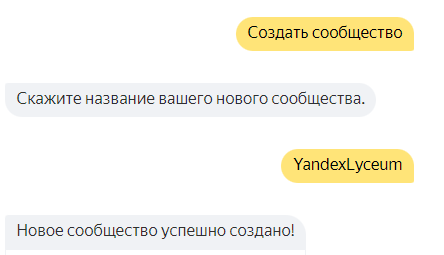 Создать сообщество
Скажите название вашего нового сообщества.
YandexLyceum
Новое сообщество успешно создано!